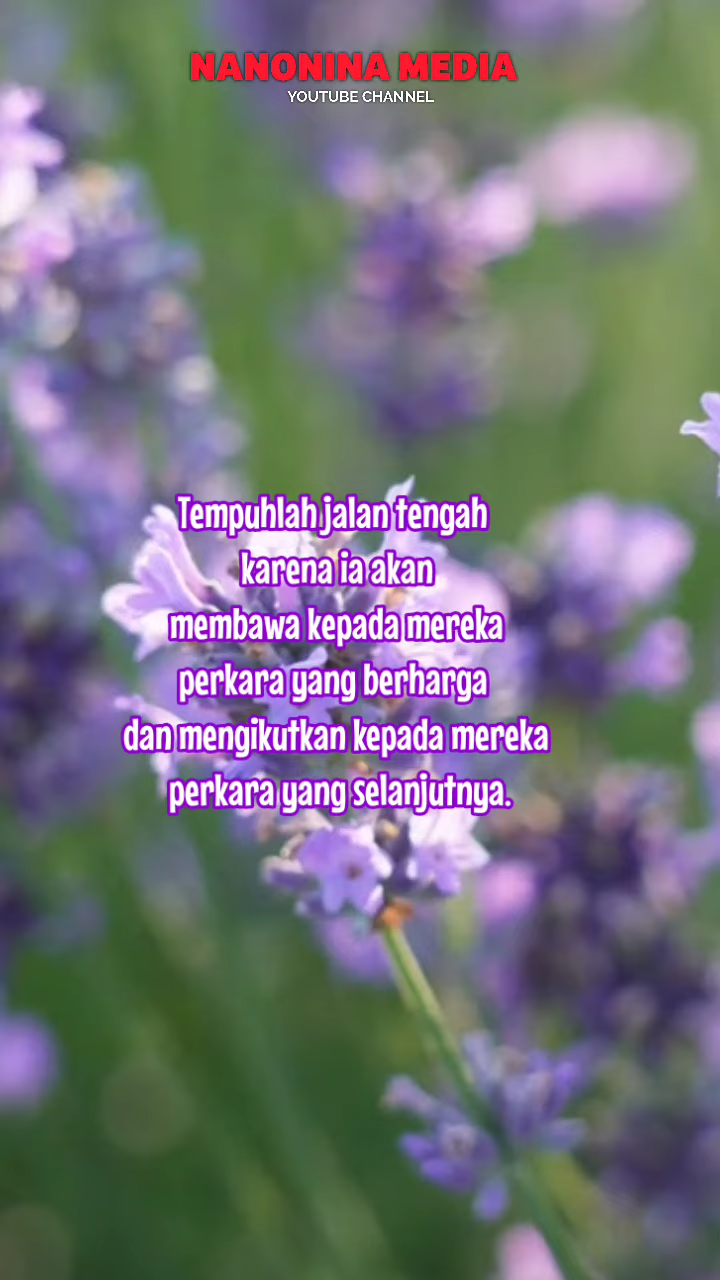 NANONINA MEDIA
YOUTUBE CHANNEL
Tempuhlah jalan tengah
karena ia akan
membawa kepada mereka
perkara yang berharga
dan mengikutkan kepada mereka
perkara yang selanjutnya.